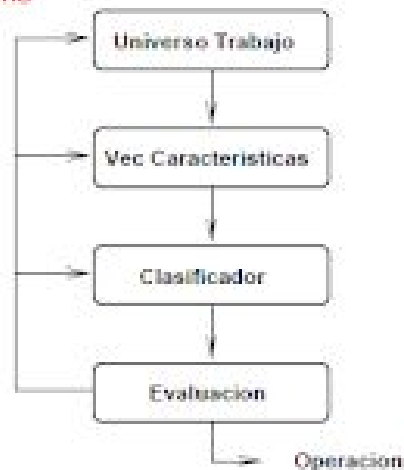 Universo Trabajo
Vec Caracteristicas
Clasificador
Evaluacion
Operacion